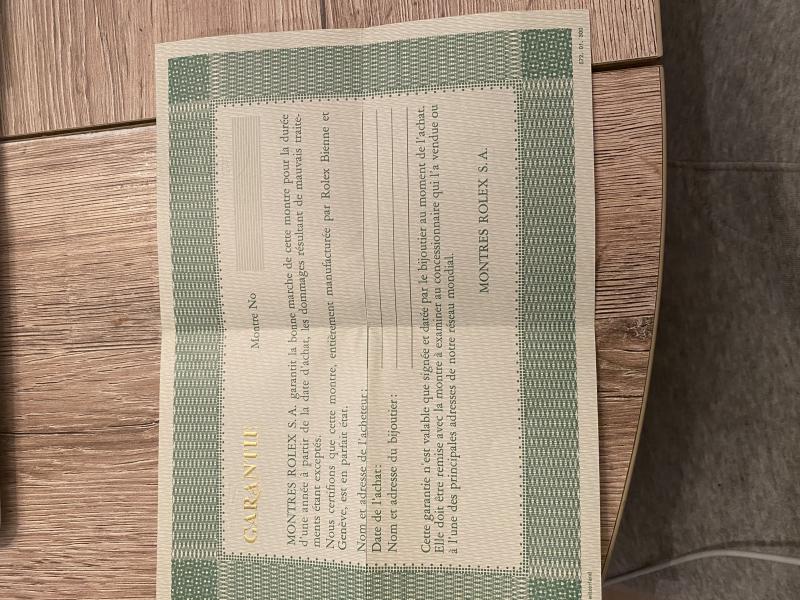 572. 01. 300
GARANTIE
Montre No
MONTRES ROLEX S. A. garantit la bonne marche de cette montre pour la durée
d'une année à partir de la date d'achat, les dommages résultant de mauvais traite-
ments étant exceptés.
Nous certifions que cette montre, entièrement manufacturée par Rolex Bienne et
Genève, est en parfait état.
Nom et adresse de l'acheteur:
Date de l'achat:
Nom et adresse du bijoutier:
Cette garantie n'est valable que signée et datée par le bijoutier au moment de l'achat.
Elle doit être remise avec la montre à examiner au concessionnaire qui l'a vendue ou
à l'une des principales adresses de notre réseau mondial.
MONTRES ROLEX S. A.